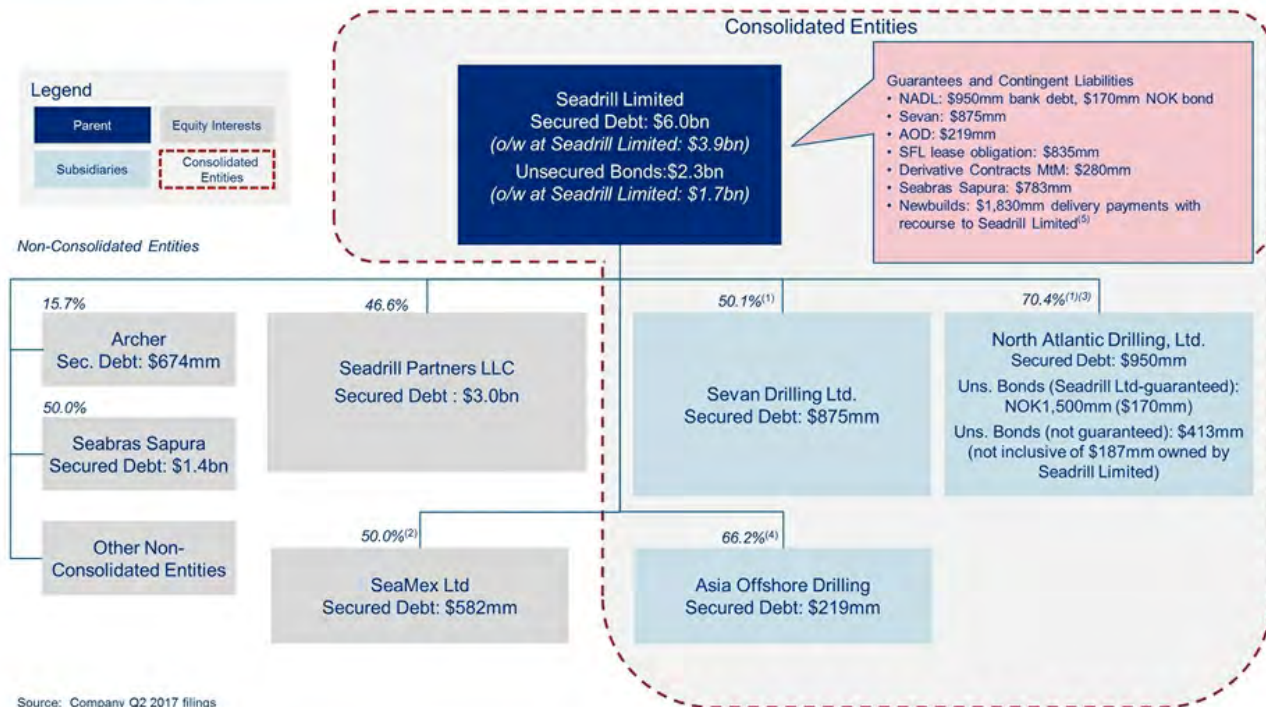 Consolidated Entities
Legend
Parent
Equity Interests
Subsidiaries
Consolidated
Entities
Seadrill Limited
Secured Debt: $6.0bn
(o/w at Seadrill Limited: $3.9bn)
Unsecured Bonds:$2.3bn
(o/w at Seadrill Limited: $1.7bn)
Guarantees and Contingent Liabilities
• NADL: $950mm bank debt, $170mm NOK bond
• Sevan: $875mm
• AOD: $219mm
• SFL lease obligation: $835mm
• Derivative Contracts MtM: $280mm
• Seabras Sapura: $783mm
• Newbuilds: $1,830mm delivery payments with
recourse to Seadrill Limited(5)
Non-Consolidated Entities
15.7%
Archer
Sec. Debt: $674mm
50.0%
Seabras Sapura
Secured Debt: $1.4bn
Other Non-
Consolidated Entities
46.6%
Seadrill Partners LLC
Secured Debt : $3.0bn
50.1%(1)
Sevan Drilling Ltd.
Secured Debt: $875mm
70.4%(1)(3)
North Atlantic Drilling, Ltd.
Secured Debt: $950mm
Uns. Bonds (Seadrill Ltd-guaranteed):
NOK1,500mm ($170mm)
Uns. Bonds (not guaranteed): $413mm
(not inclusive of $187mm owned by
Seadrill Limited)
50.0%(2)
SeaMex Ltd
Secured Debt: $582mm
66.2%(4)
Asia Offshore Drilling
Secured Debt: $219mm
Source: Company Q2 2017 filings